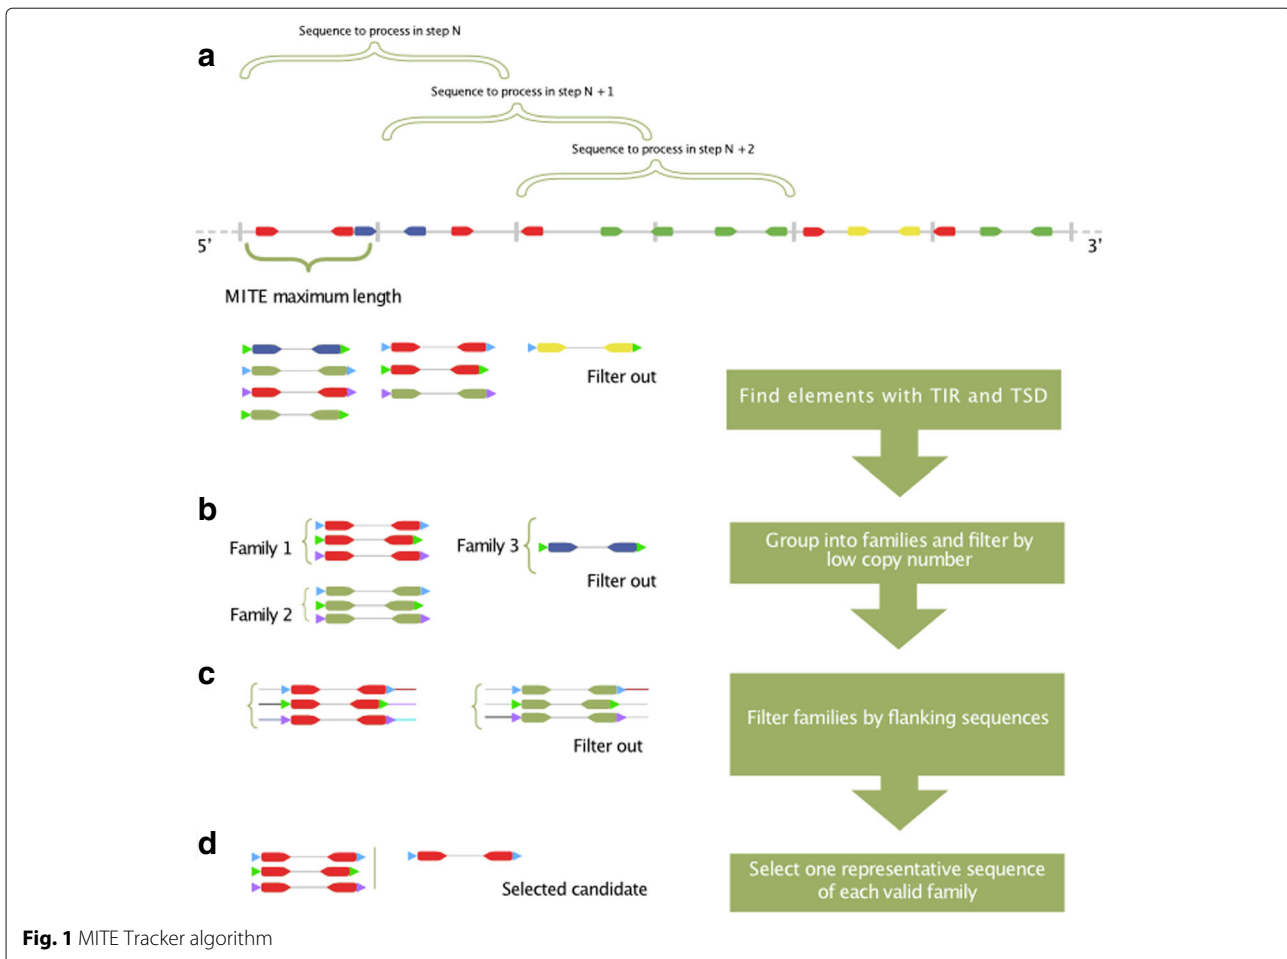 a
Sequence to process in step N
Sequence to process in step N +1
Sequence to process in step N +2
5'
3'
MITE maximum length
Filter out
Find elements with TIR and TSD
b
Family 1
Family 3
Filter out
Family 2
Group into families and filter by
low copy number
c
Filter out
Filter families by flanking sequences
d
Selected candidate
Select one representative sequence
of each valid family
Fig. 1 MITE Tracker algorithm